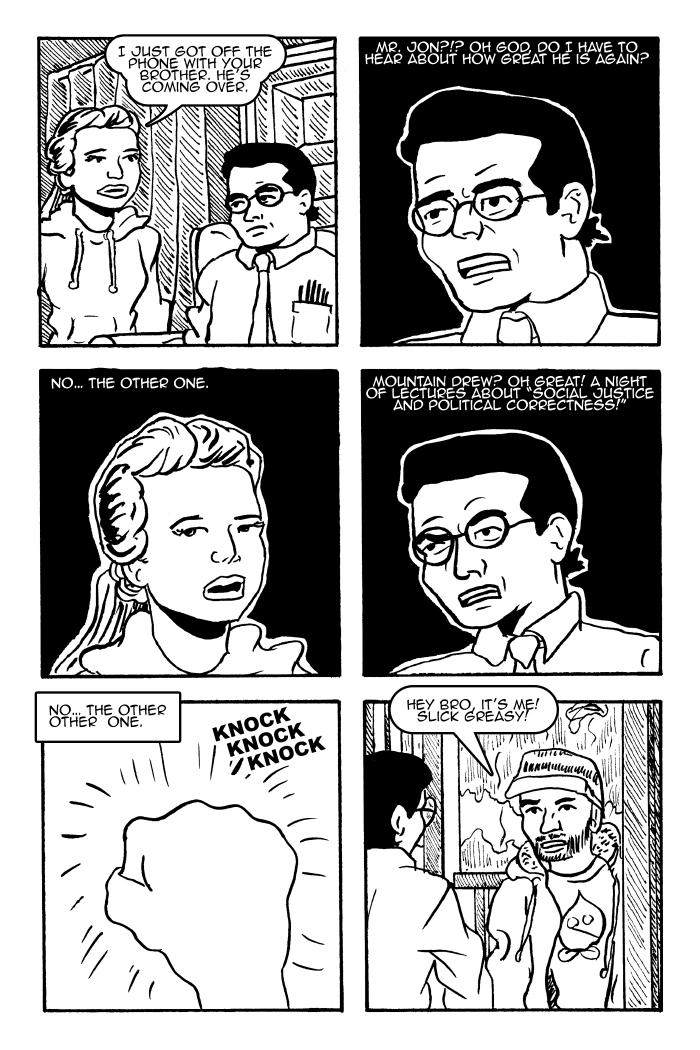 I JUST GOT OFF THE
PHONE WITH YOUR
BROTHER. HE'S
COMING OVER.
MR. JON?!? OH GOD, DO I HAVE TO
HEAR ABOUT HOW GREAT HE IS AGAIN?
NO... THE OTHER ONE.
MOUNTAIN DREW? OH GREAT! A NIGHT
OF LECTURES ABOUT "SOCIAL JUSTICE
AND POLITICAL CORRECTNESS!"
NO... THE OTHER
OTHER ONE.
KNOCK
KNOCK
KNOCK
HEY BRO, IT'S ME!
SLICK GREASY!